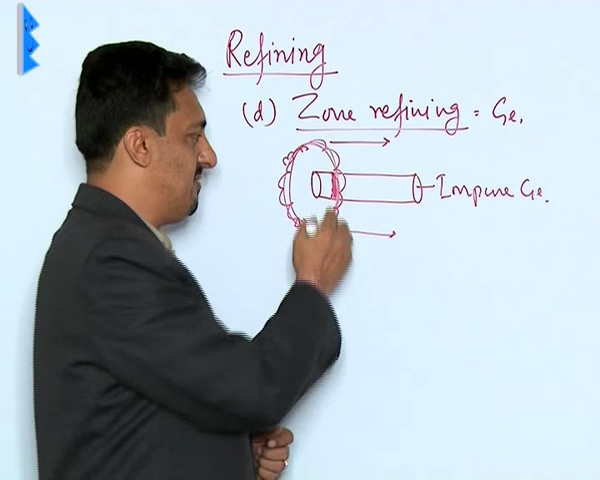 Refining
(d) Zone refining = Ge.
Impure Ge.